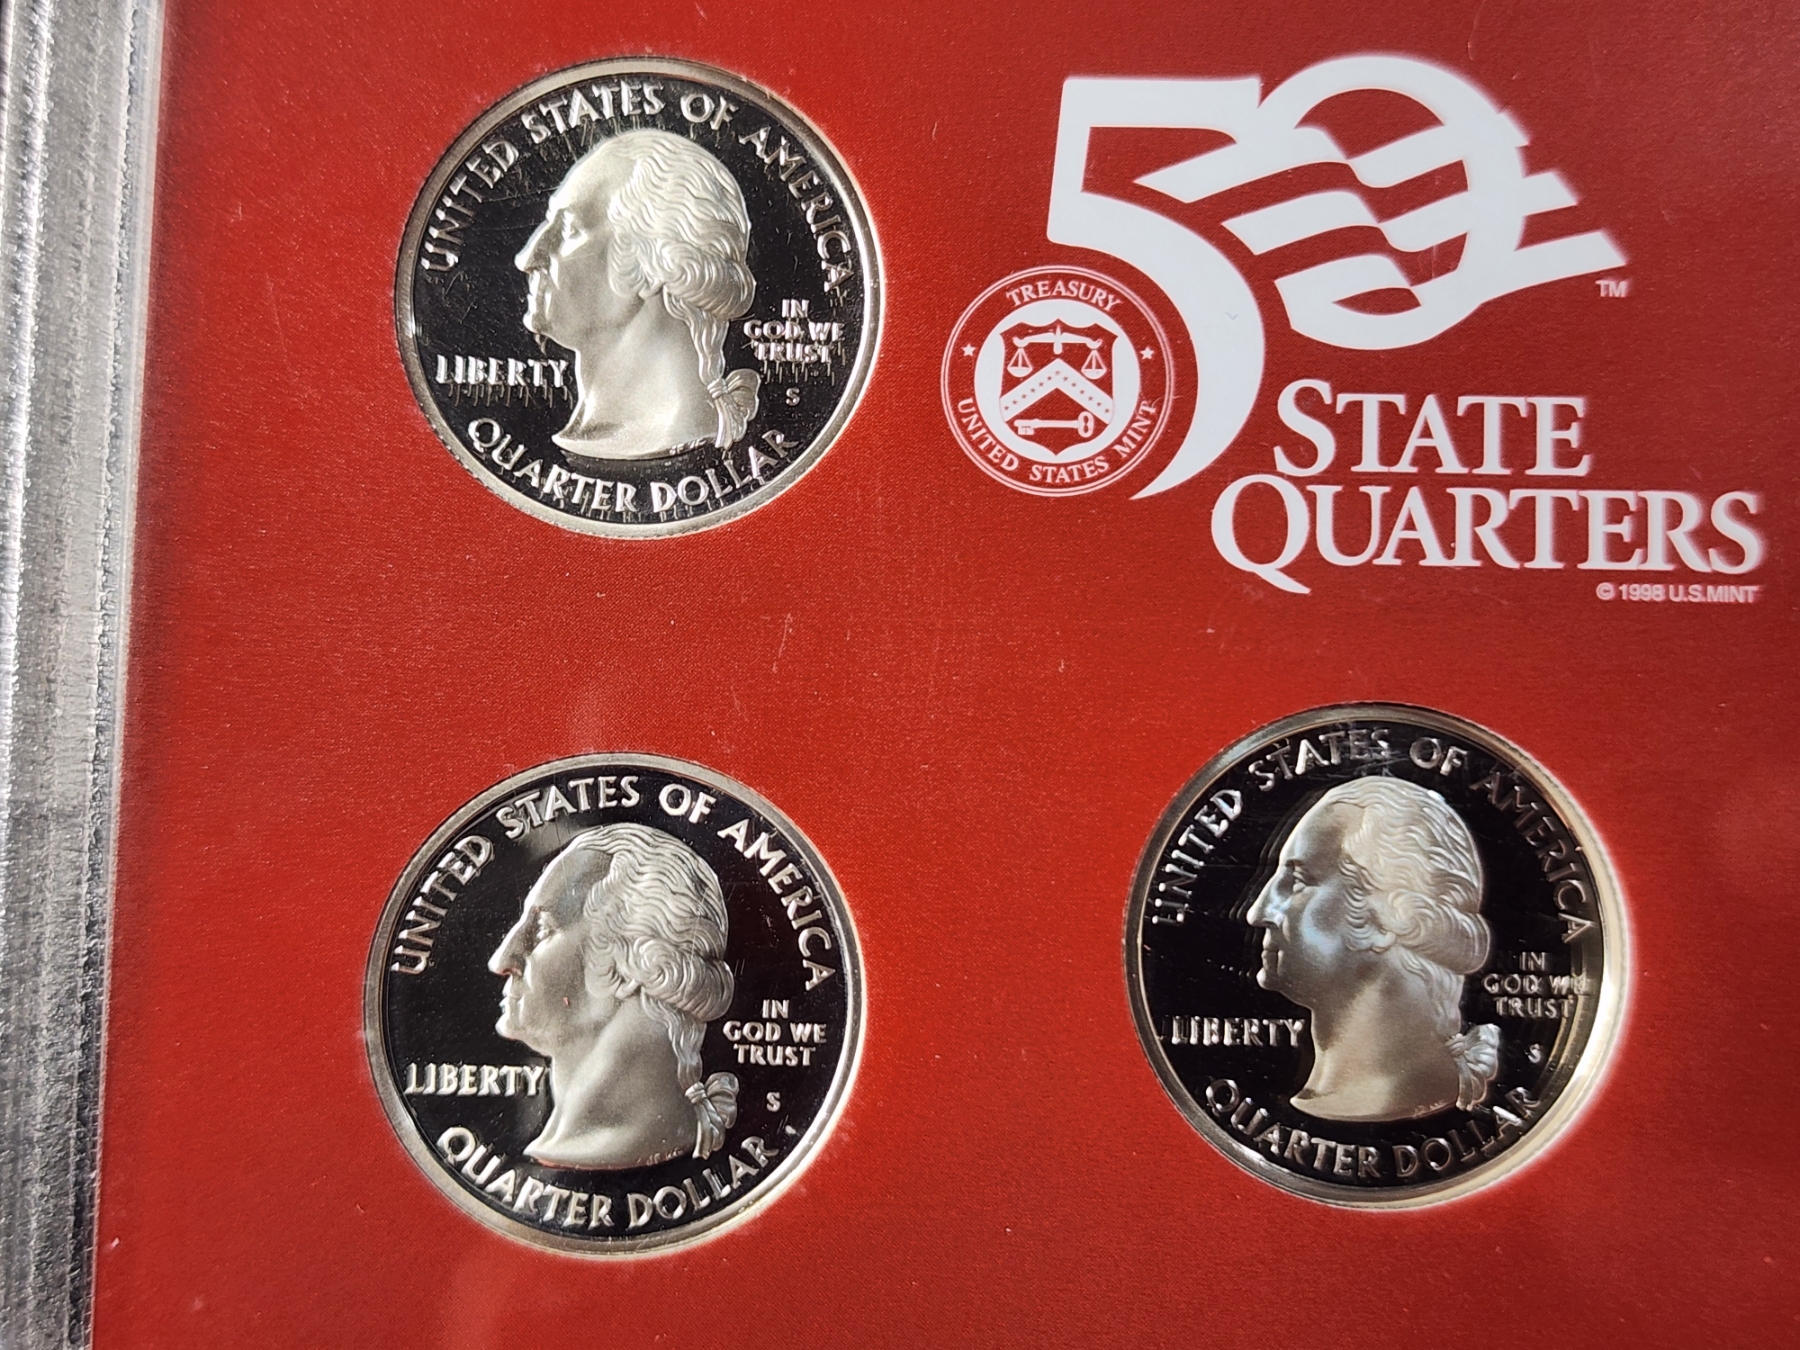 UNITED STATES OF AMERICA
IN
GOD WE
TRUST
LIBERTY
S
QUARTER DOLLAR
50
TM
TREASURY
UNITED STATES MINT
STATE
QUARTERS
© 1998 U.S.MINT
UNITED STATES OF AMERICA
IN
GOD WE
TRUST
LIBERTY
S
QUARTER DOLLAR
UNITED STATES OF AMERICA
IN
GOD WE
TRUST
LIBERTY
S
QUARTER DOLLAR